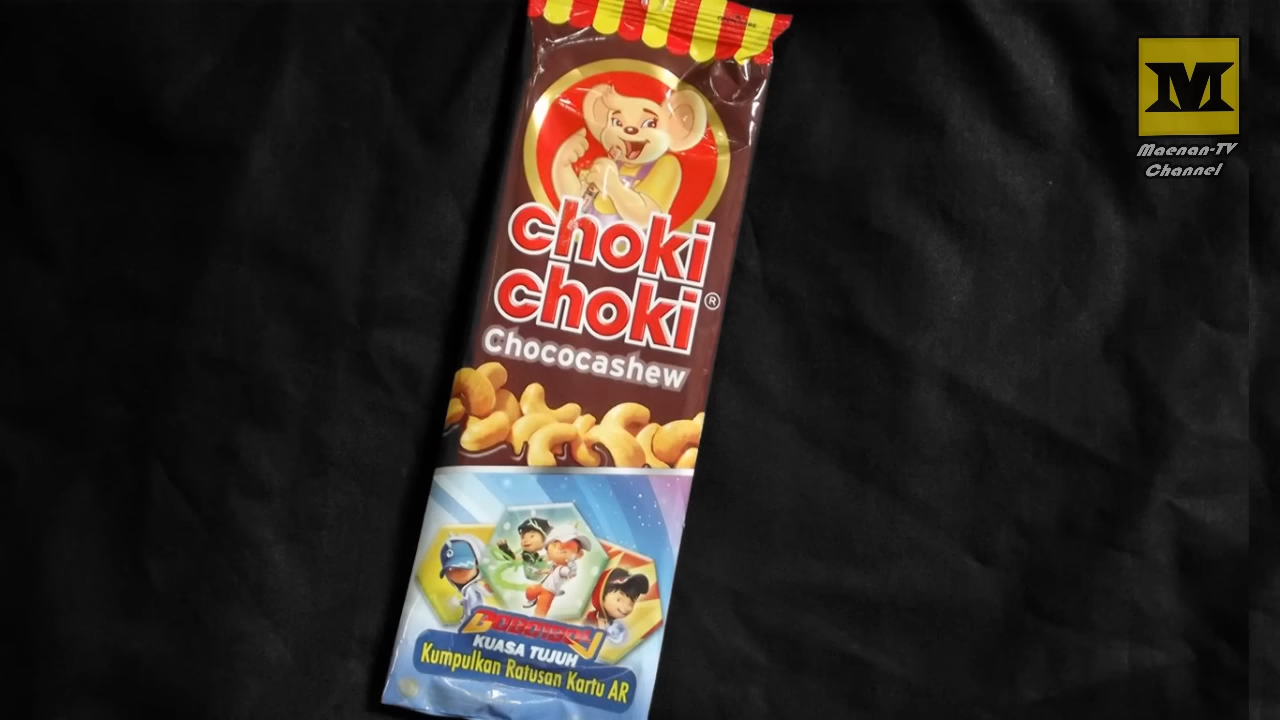 M
Maenan-TV
Channel
choki
choki®
Chococashew
BOBOIBOY
KUASA TUJUH
Kumpulkan Ratusan Kartu AR